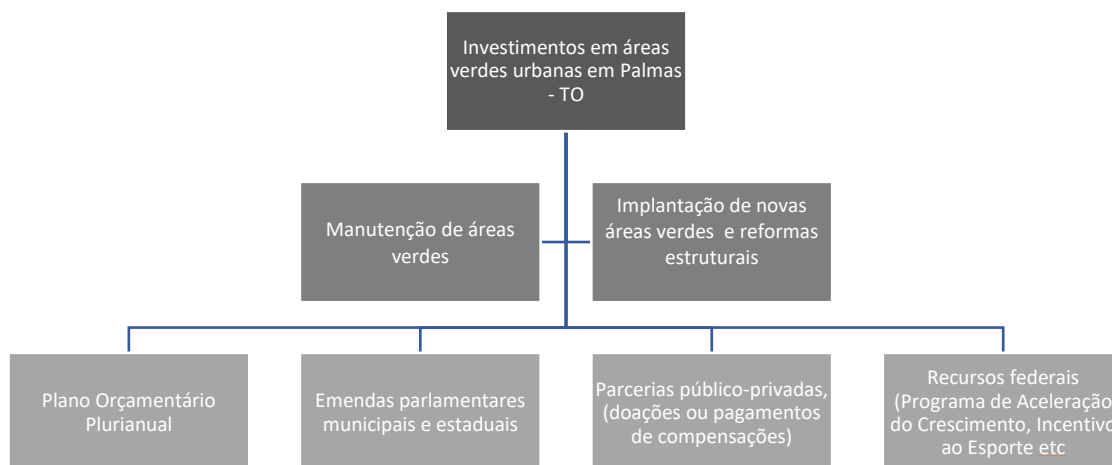 Investimentos em áreas
verdes urbanas em Palmas
- TO
Manutenção de áreas
verdes
Implantação de novas
áreas verdes e reformas
estruturais
Plano Orçamentário
Plurianual
Emendas parlamentares
municipais e estaduais
Parcerias público-privadas,
(doações ou pagamentos
de compensações)
Recursos federais
(Programa de Aceleração
do Crescimento, Incentivo
ao Esporte etc